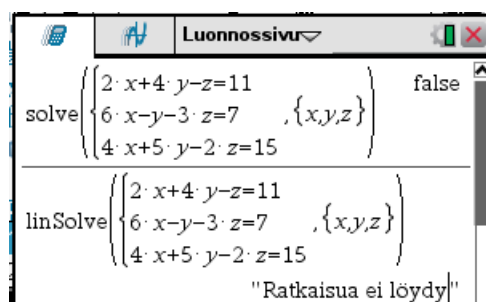 Luonnossivu
2· x+4· y−z=11
solve( { 6· x−y−3· z=7 ,{x,y,z} ) false
4· x+5· y−2· z=15
2· x+4· y−z=11
linSolve( { 6· x−y−3· z=7 ,{x,y,z} )
4· x+5· y−2· z=15
"Ratkaisua ei löydy"